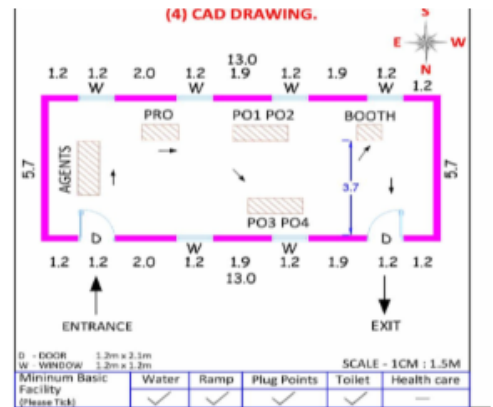 (4) CAD DRAWING.
S
E W
N
13.0
1.2 1.2 2.0 1.2 1.9 1.2 1.9 1.2 1.2
W W W W
PRO PO1 PO2 BOOTH
5.7 AGENTS 3.7 5.7
PO3 PO4
D W W D
1.2 1.2 2.0 1.2 1.9 1.2 1.9 1.2 1.2
13.0
ENTRANCE EXIT
D - DOOR 1.2m x 2.1m
W - WINDOW 1.2m x 1.2m SCALE - 1CM : 1.5M
Mininum Basic Facility (Please Tick) Water Ramp Plug Points Toilet Health care